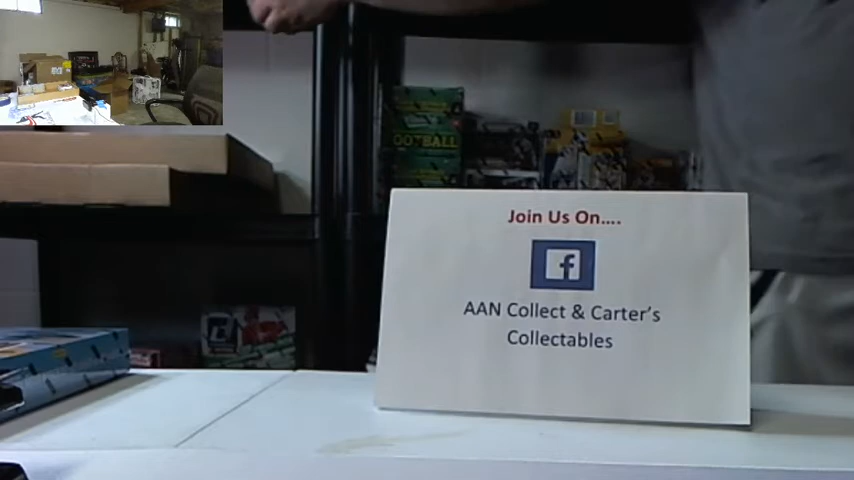 OOTBALL
Join Us On....
f
AAN Collect & Carter's
Collectables